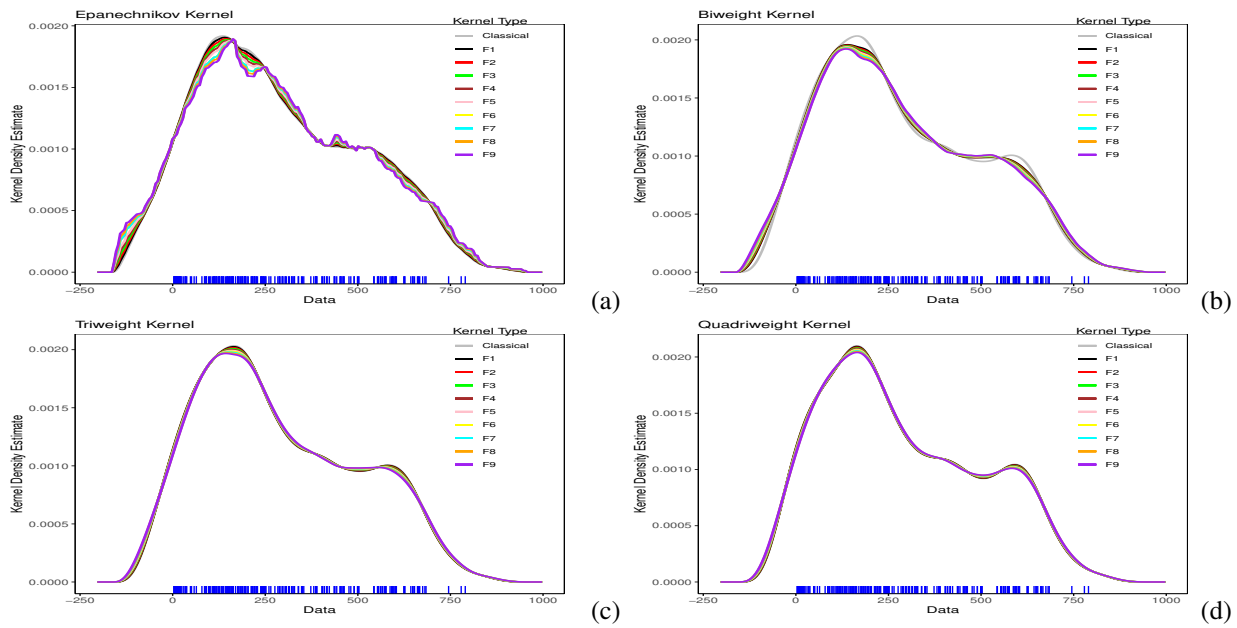 Epanechnikov Kernel
Kernel Type
Classical
F1
F2
F3
F4
F5
F6
F7
F8
F9
Kernel Density Estimate
0.0020
0.0015
0.0010
0.0005
0.0000
−250 0 250 500 750 1000
Data
(a)
Biweight Kernel
Kernel Type
Classical
F1
F2
F3
F4
F5
F6
F7
F8
F9
Kernel Density Estimate
0.0020
0.0015
0.0010
0.0005
0.0000
−250 0 250 500 750 1000
Data
(b)
Triweight Kernel
Kernel Type
Classical
F1
F2
F3
F4
F5
F6
F7
F8
F9
Kernel Density Estimate
0.0020
0.0015
0.0010
0.0005
0.0000
−250 0 250 500 750 1000
Data
(c)
Quadriweight Kernel
Kernel Type
Classical
F1
F2
F3
F4
F5
F6
F7
F8
F9
Kernel Density Estimate
0.0020
0.0015
0.0010
0.0005
0.0000
−250 0 250 500 750 1000
Data
(d)